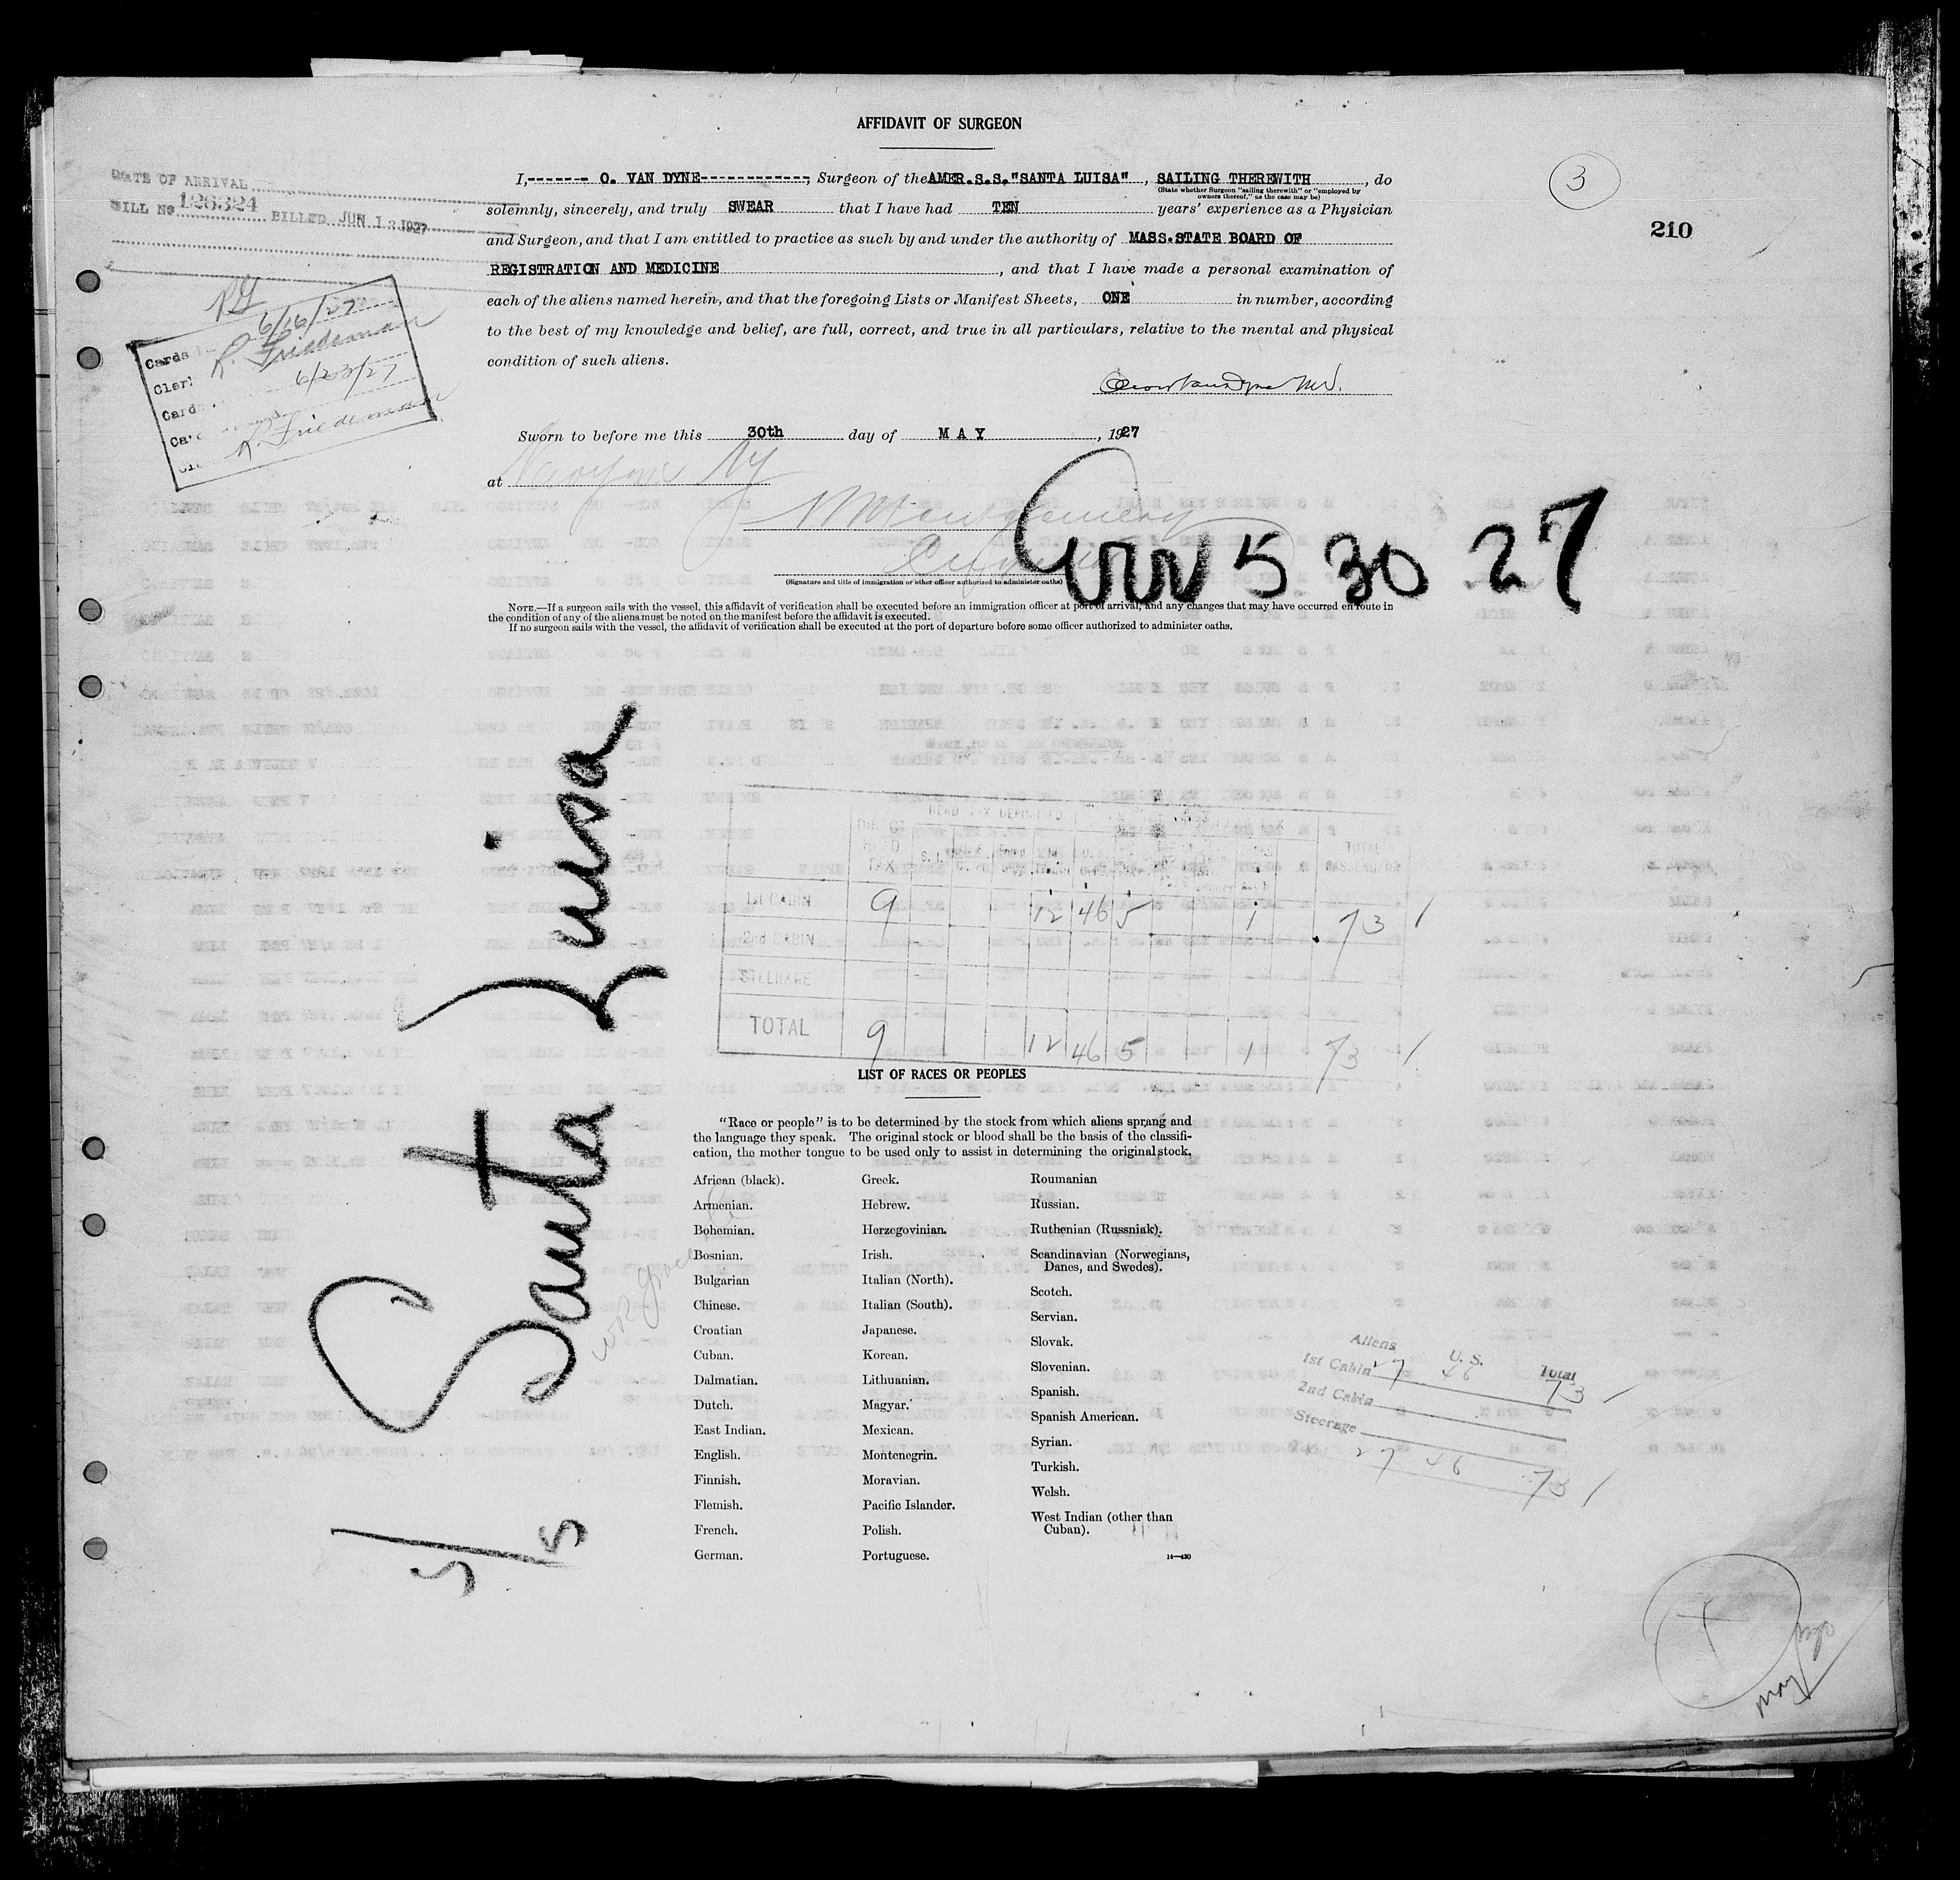 AFFIDAVIT OF SURGEON
I,------- O. VAN DYNE------------, Surgeon of the AMER.S.S."SANTA LUISA" , SAILING THEREWITH, do
(State whether Surgeon "sailing therewith" or "employed by owners thereof," as the case may be)
solemnly, sincerely, and truly SWEAR that I have had TEN years' experience as a Physician
and Surgeon, and that I am entitled to practice as such by and under the authority of MASS.STATE BOARD OF
REGISTRATION AND MEDICINE, and that I have made a personal examination of
each of the aliens named herein, and that the foregoing Lists or Manifest Sheets, ONE in number, according
to the best of my knowledge and belief, are full, correct, and true in all particulars, relative to the mental and physical
condition of such aliens.
Sworn to before me this 30th day of M A Y, 1927
at
(Signature and title of immigration or other officer authorized to administer oaths)
NOTE.—If a surgeon sails with the vessel, this affidavit of verification shall be executed before an immigration officer at port of arrival, and any changes that may have occurred en route in
the condition of any of the aliens must be noted on the manifest before the affidavit is executed.
If no surgeon sails with the vessel, the affidavit of verification shall be executed at the port of departure before some officer authorized to administer oaths.
3
210
DATE OF ARRIVAL
BILL No 126324 BILLED JUN 13 1927
RG
6/16/27
Cards
R. Friedeman
6/23/27
R. Friedeman
5 30 27
S/S Santa Luisa
DIRECT HEAD TAX
TOTAL PASSENGERS
1st CABIN 9 12 46 5 1 73
2nd CABIN
STEERAGE
TOTAL 9 12 46 5 1 73
LIST OF RACES OR PEOPLES
"Race or people" is to be determined by the stock from which aliens sprang and
the language they speak. The original stock or blood shall be the basis of the classifi-
cation, the mother tongue to be used only to assist in determining the original stock.
African (black).
Armenian.
Bohemian.
Bosnian.
Bulgarian
Chinese.
Croatian
Cuban.
Dalmatian.
Dutch.
East Indian.
English.
Finnish.
Flemish.
French.
German.
Greek.
Hebrew.
Herzegovinian.
Irish.
Italian (North).
Italian (South).
Japanese.
Korean.
Lithuanian.
Magyar.
Mexican.
Montenegrin.
Moravian.
Pacific Islander.
Polish.
Portuguese.
Roumanian
Russian.
Ruthenian (Russniak).
Scandinavian (Norwegians,
Danes, and Swedes).
Scotch.
Servian.
Slovak.
Slovenian.
Spanish.
Spanish American.
Syrian.
Turkish.
Welsh.
West Indian (other than
Cuban).
14—430
Aliens U. S. Total
1st Cabin 27 46 73
2nd Cabin
Steerage
27 46 73
May 30